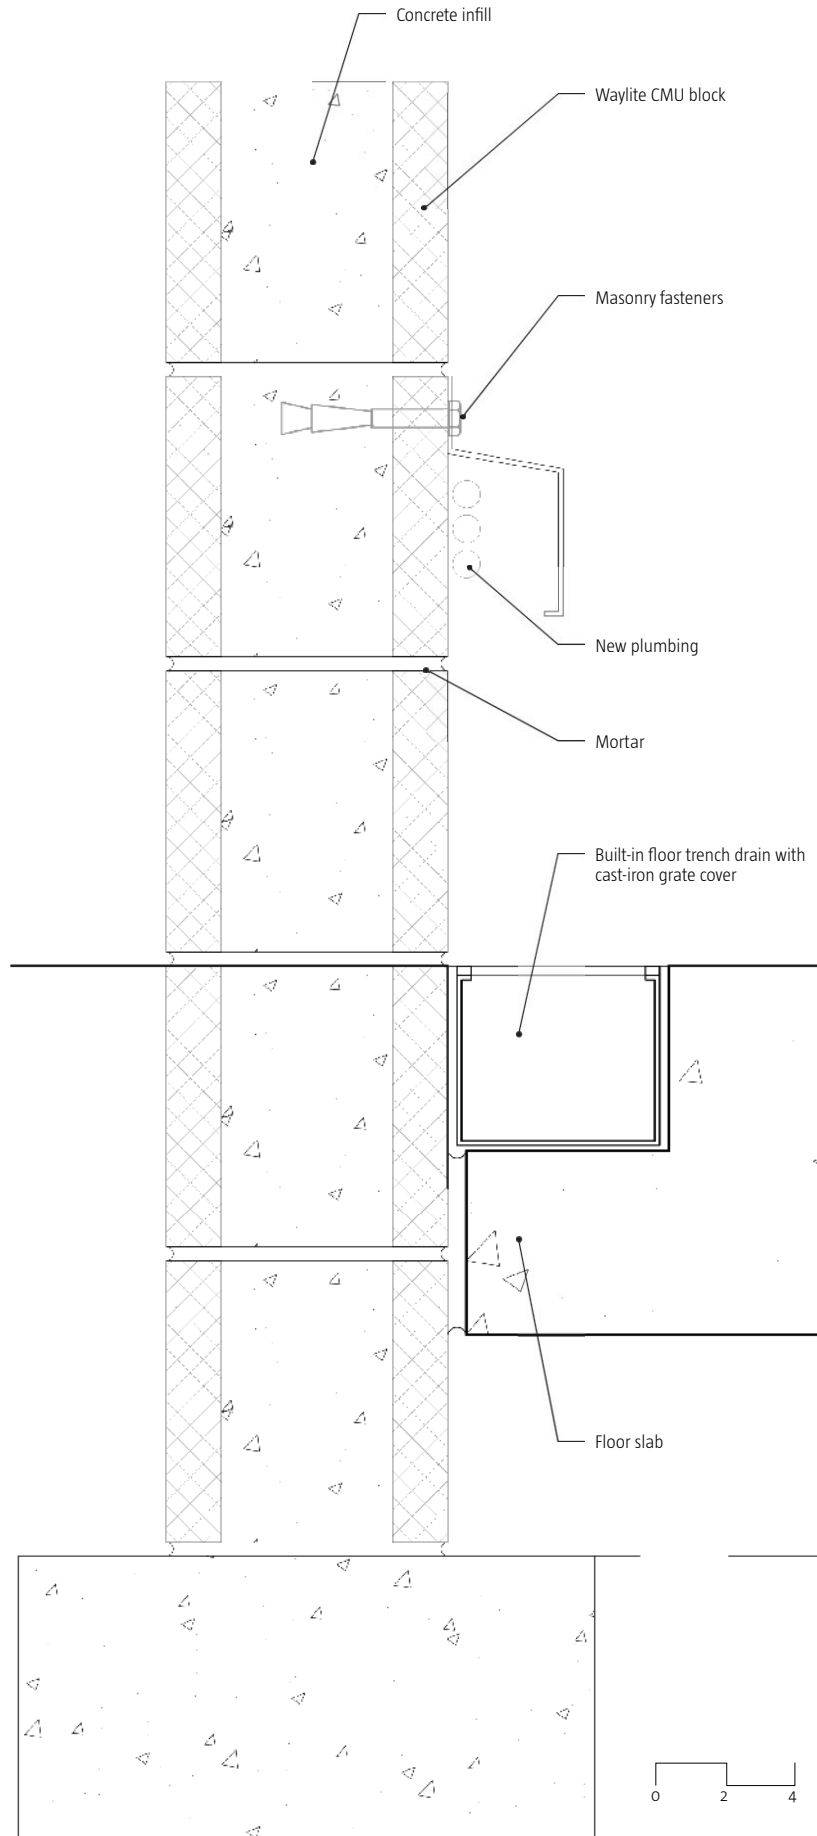 Concrete infill
Waylite CMU block
Masonry fasteners
New plumbing
Mortar
Built-in floor trench drain with
cast-iron grate cover
Floor slab
0 2 4